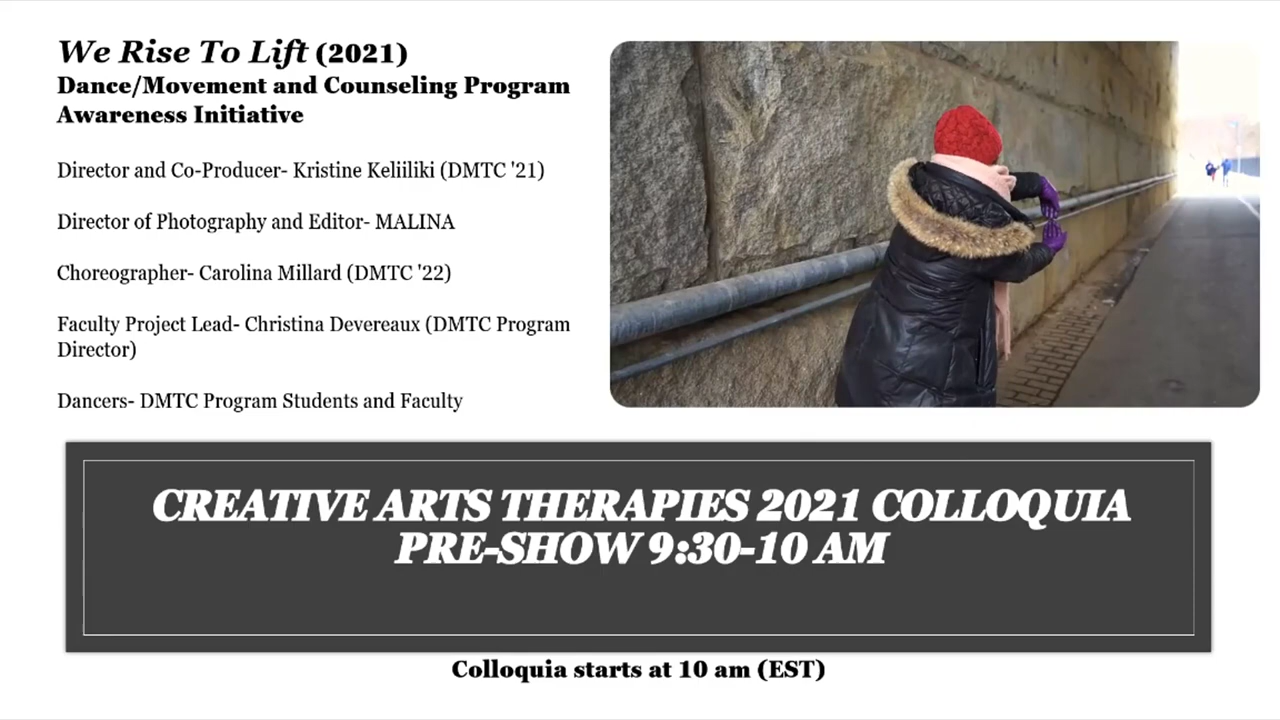 We Rise To Lift (2021)
Dance/Movement and Counseling Program
Awareness Initiative
Director and Co-Producer- Kristine Keliiliki (DMTC '21)
Director of Photography and Editor- MALINA
Choreographer- Carolina Millard (DMTC '22)
Faculty Project Lead- Christina Devereaux (DMTC Program
Director)
Dancers- DMTC Program Students and Faculty
CREATIVE ARTS THERAPIES 2021 COLLOQUIA
PRE-SHOW 9:30-10 AM
Colloquia starts at 10 am (EST)